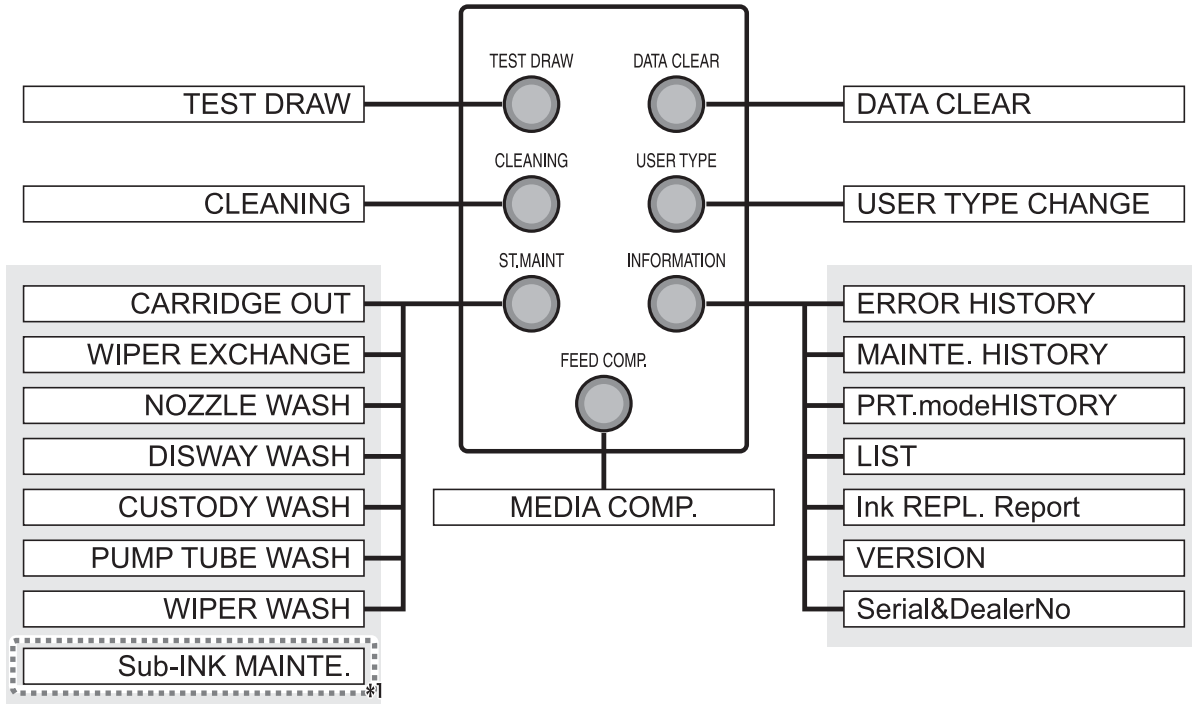 TEST DRAW DATA CLEAR
TEST DRAW
DATA CLEAR
CLEANING USER TYPE
CLEANING
USER TYPE CHANGE
ST.MAINT INFORMATION
CARRIDGE OUT
WIPER EXCHANGE
NOZZLE WASH
DISWAY WASH
CUSTODY WASH
PUMP TUBE WASH
WIPER WASH
Sub-INK MAINTE.
*1
FEED COMP.
MEDIA COMP.
ERROR HISTORY
MAINTE. HISTORY
PRT.modeHISTORY
LIST
Ink REPL. Report
VERSION
Serial&DealerNo